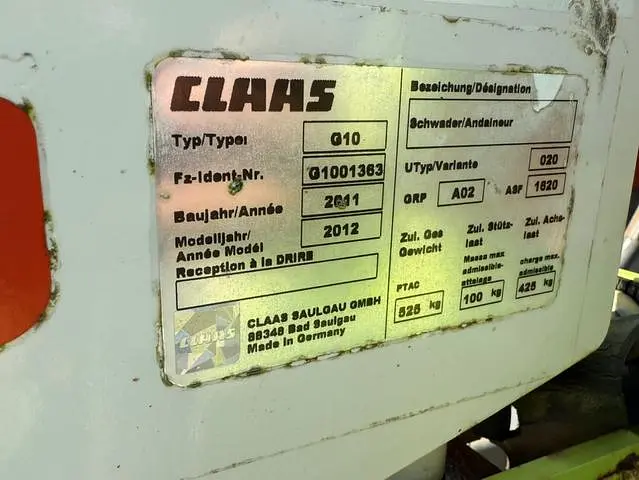 CLAAS
Typ/Type: G10
Fz-Ident-Nr. G1001363
Baujahr/Année 2011
Modelljahr/
Année Modél 2012
Reception à la DRIRE
CLAAS
CLAAS SAULGAU GMBH
88348 Bad Saulgau
Made in Germany
Bezeichung/Désignation
Schwader/Andaineur
UTyp/Variante 020
GRP A02 ASF 1620
Zul. Ges
Gewicht
PTAC
525 kg
Zul. Stütz-
last
Masse max
admissible-
attelage
100 kg
Zul. Achs-
last
charge max.
admissible
425 kg